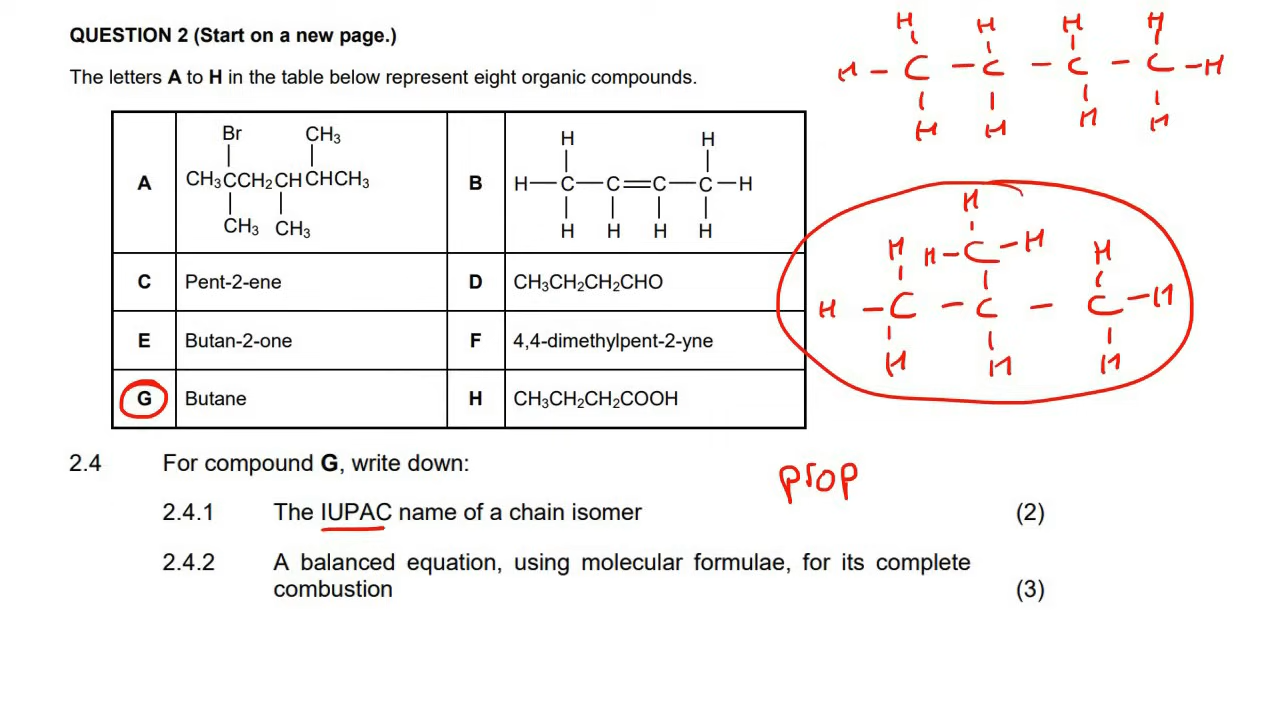 QUESTION 2 (Start on a new page.)
The letters A to H in the table below represent eight organic compounds.
A
Br CH₃
CH₃CCH₂CHCHCH₃
CH₃ CH₃
B
H H
H—C—C═C—C—H
H H H H
C Pent-2-ene D CH₃CH₂CH₂CHO
E Butan-2-one F 4,4-dimethylpent-2-yne
G Butane H CH₃CH₂CH₂COOH
H H H H
H – C – C – C – C – H
H H H H
H
H H – C – H H
H – C – C – C – H
H H H
2.4 For compound G, write down:
prop
2.4.1 The IUPAC name of a chain isomer (2)
2.4.2 A balanced equation, using molecular formulae, for its complete
combustion (3)